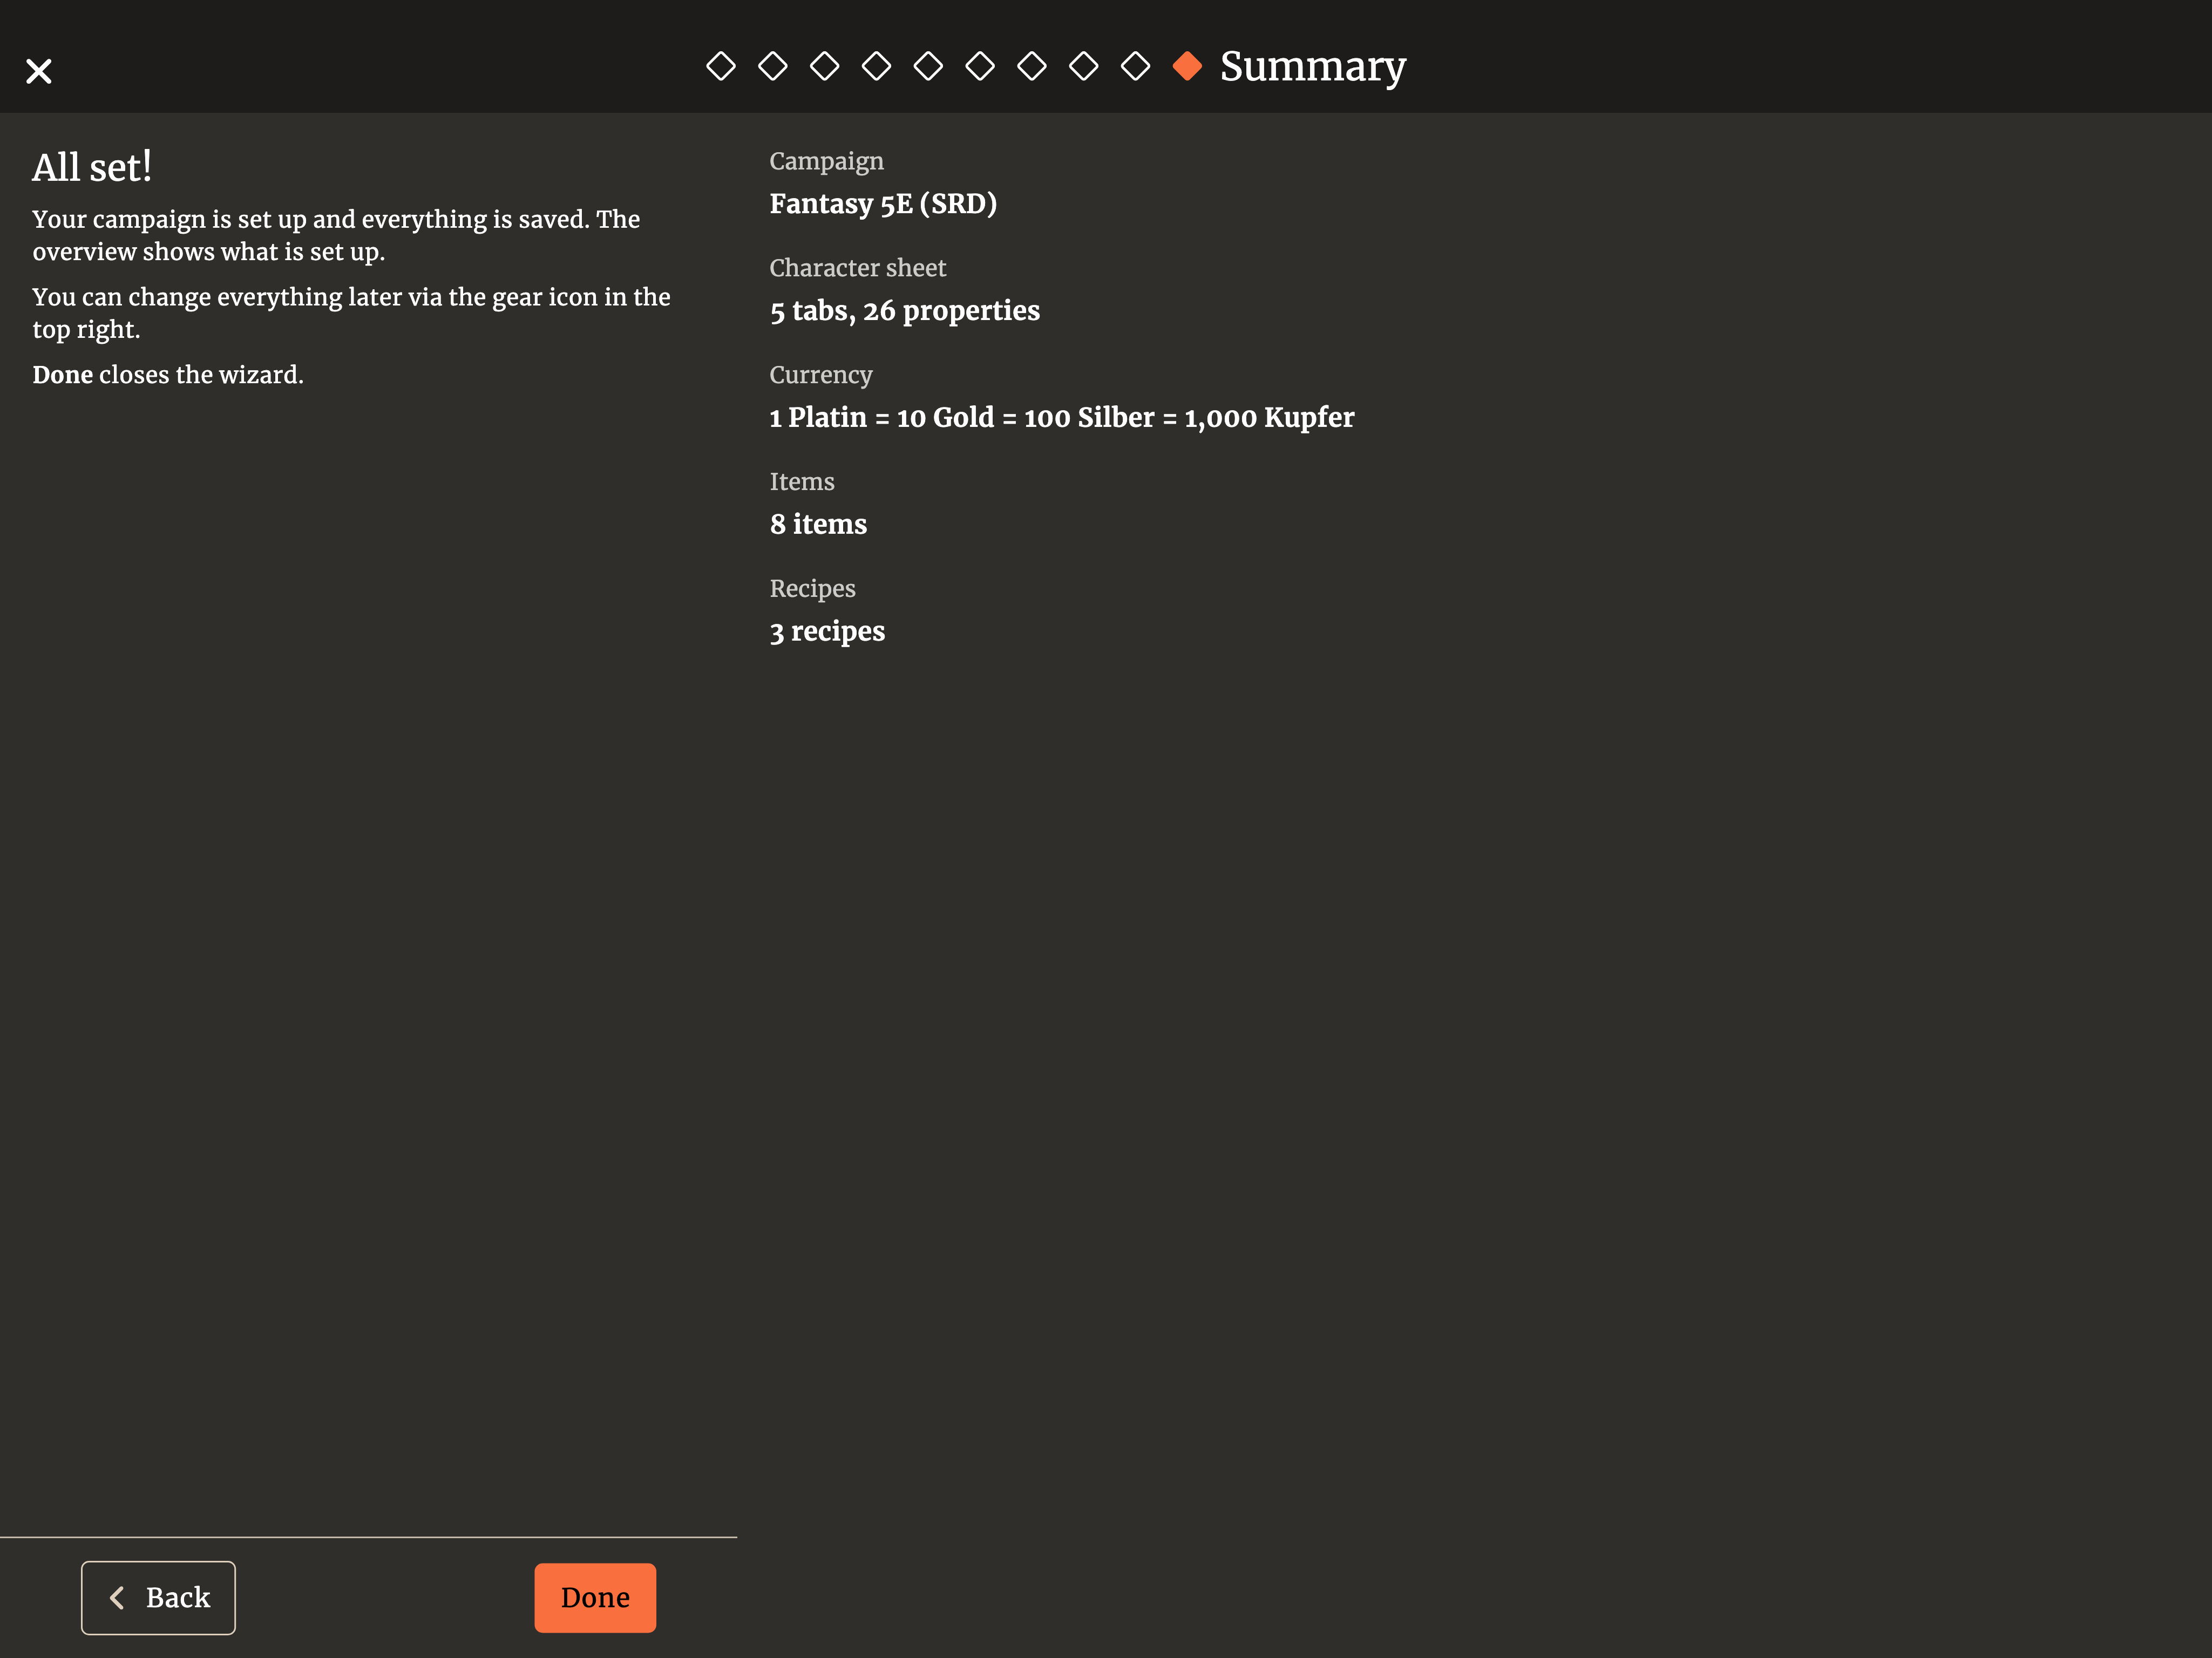 Summary
All set!
Your campaign is set up and everything is saved. The
overview shows what is set up.
You can change everything later via the gear icon in the
top right.
Done closes the wizard.
Campaign
Fantasy 5E (SRD)
Character sheet
5 tabs, 26 properties
Currency
1 Platin = 10 Gold = 100 Silber = 1,000 Kupfer
Items
8 items
Recipes
3 recipes
Back
Done